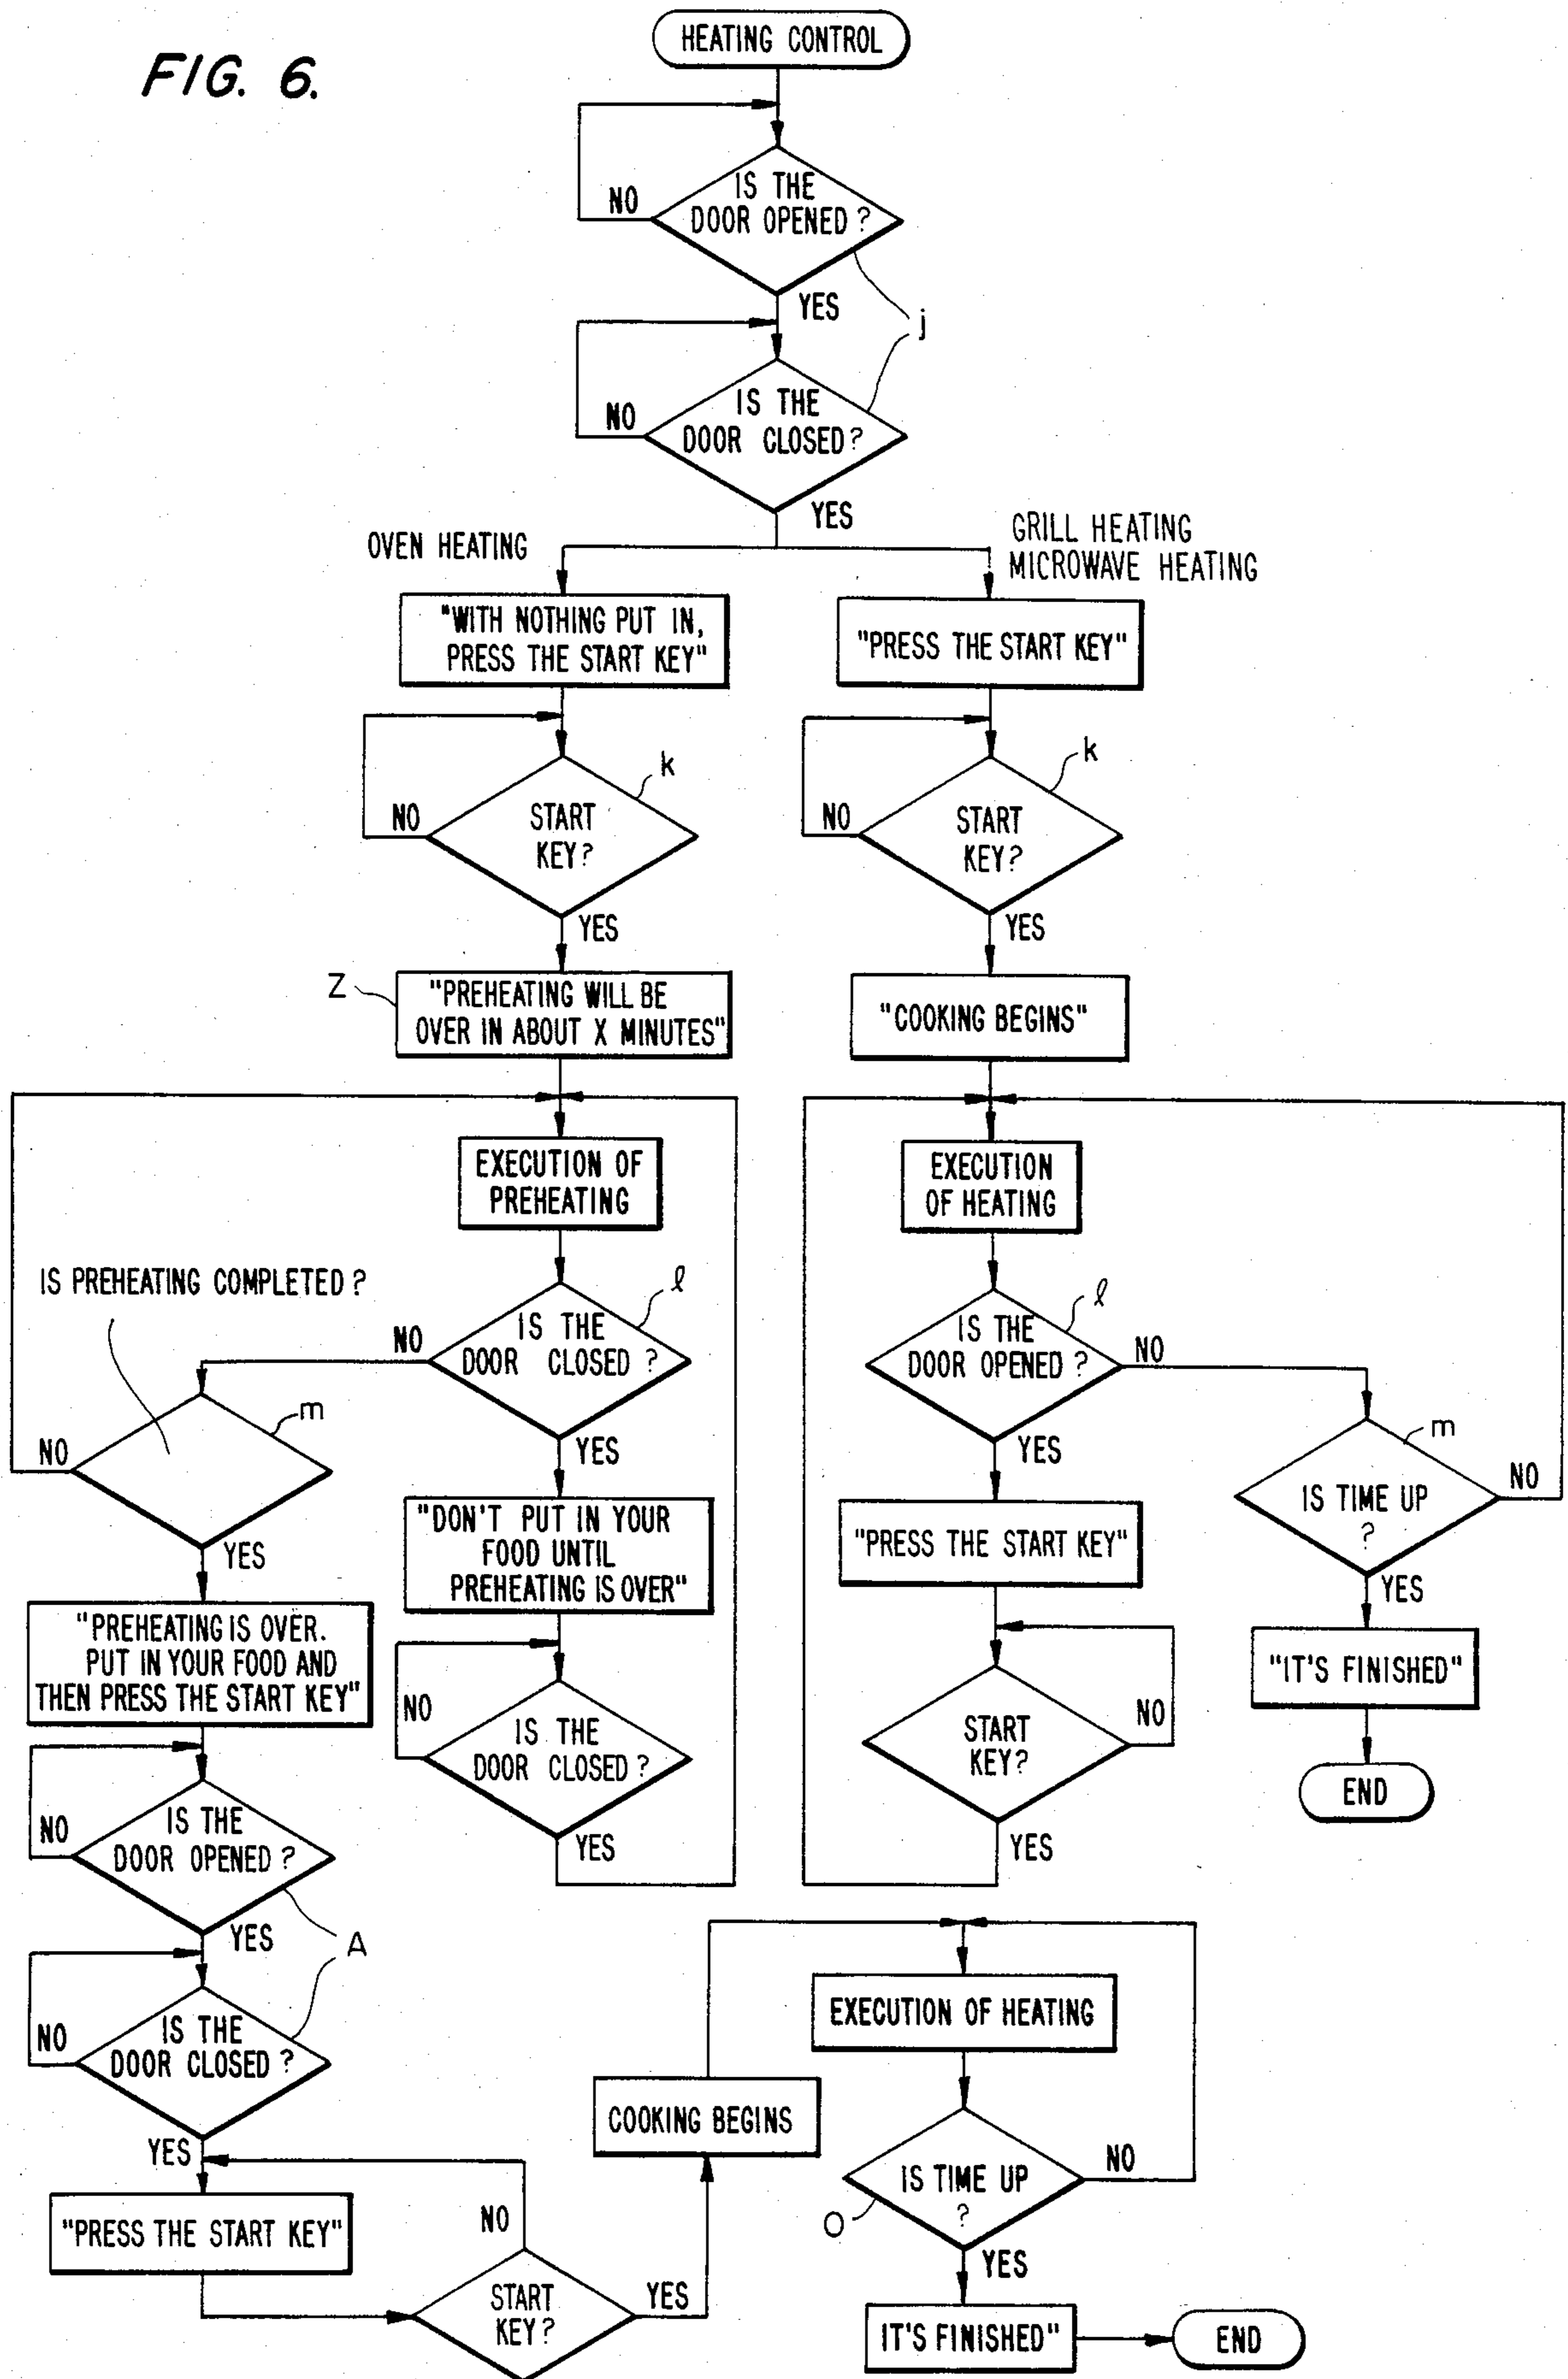 FIG. 6.
HEATING CONTROL
IS THE
DOOR OPENED ?
NO
YES
j
IS THE
DOOR CLOSED ?
NO
YES
OVEN HEATING
GRILL HEATING
MICROWAVE HEATING
"WITH NOTHING PUT IN,
PRESS THE START KEY"
"PRESS THE START KEY"
k
START
KEY?
NO
YES
k
START
KEY?
NO
YES
Z
"PREHEATING WILL BE
OVER IN ABOUT X MINUTES"
"COOKING BEGINS"
EXECUTION OF
PREHEATING
EXECUTION
OF HEATING
IS PREHEATING COMPLETED ?
l
IS THE
DOOR CLOSED ?
NO
YES
l
IS THE
DOOR OPENED ?
NO
YES
m
NO
YES
m
IS TIME UP
?
NO
YES
"DON'T PUT IN YOUR
FOOD UNTIL
PREHEATING IS OVER"
"PRESS THE START KEY"
"PREHEATING IS OVER.
PUT IN YOUR FOOD AND
THEN PRESS THE START KEY"
"IT'S FINISHED"
NO
IS THE
DOOR CLOSED ?
YES
START
KEY?
NO
YES
END
NO
IS THE
DOOR OPENED ?
YES
A
NO
IS THE
DOOR CLOSED ?
YES
EXECUTION OF HEATING
COOKING BEGINS
"PRESS THE START KEY"
NO
START
KEY?
YES
IS TIME UP
?
NO
O
YES
IT'S FINISHED"
END